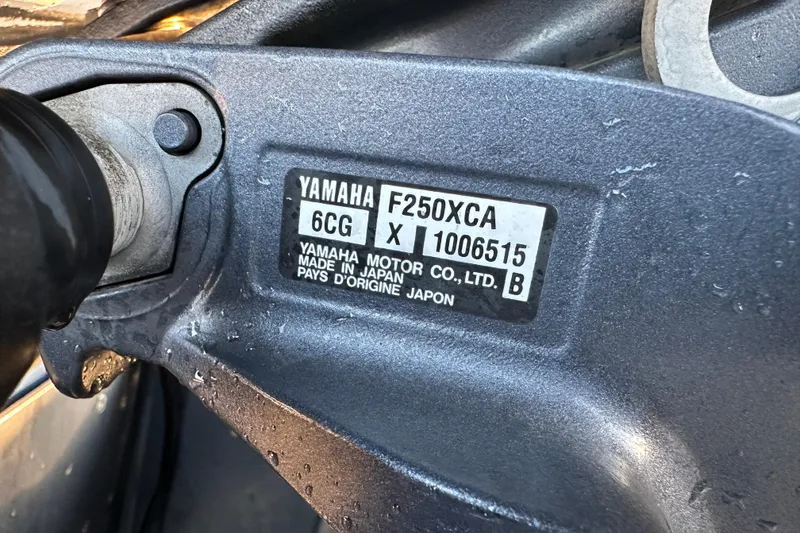 YAMAHA F250XCA
6CG X 1006515
YAMAHA MOTOR CO., LTD. B
MADE IN JAPAN
PAYS D'ORIGINE JAPON